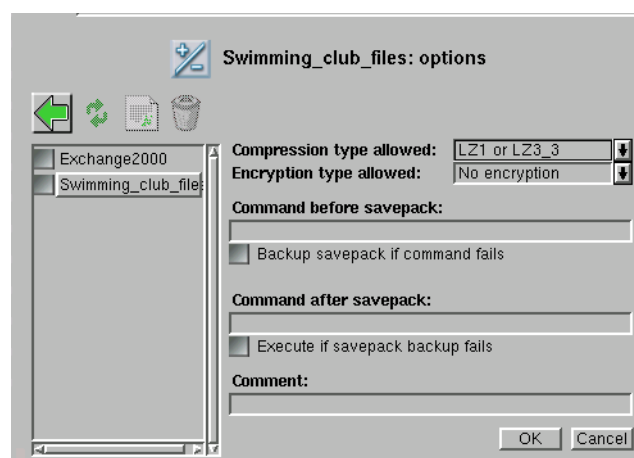 Swimming_club_files: options
Exchange2000
Swimming_club_file
Compression type allowed: LZ1 or LZ3_3
Encryption type allowed: No encryption
Command before savepack:
Backup savepack if command fails
Command after savepack:
Execute if savepack backup fails
Comment:
OK Cancel